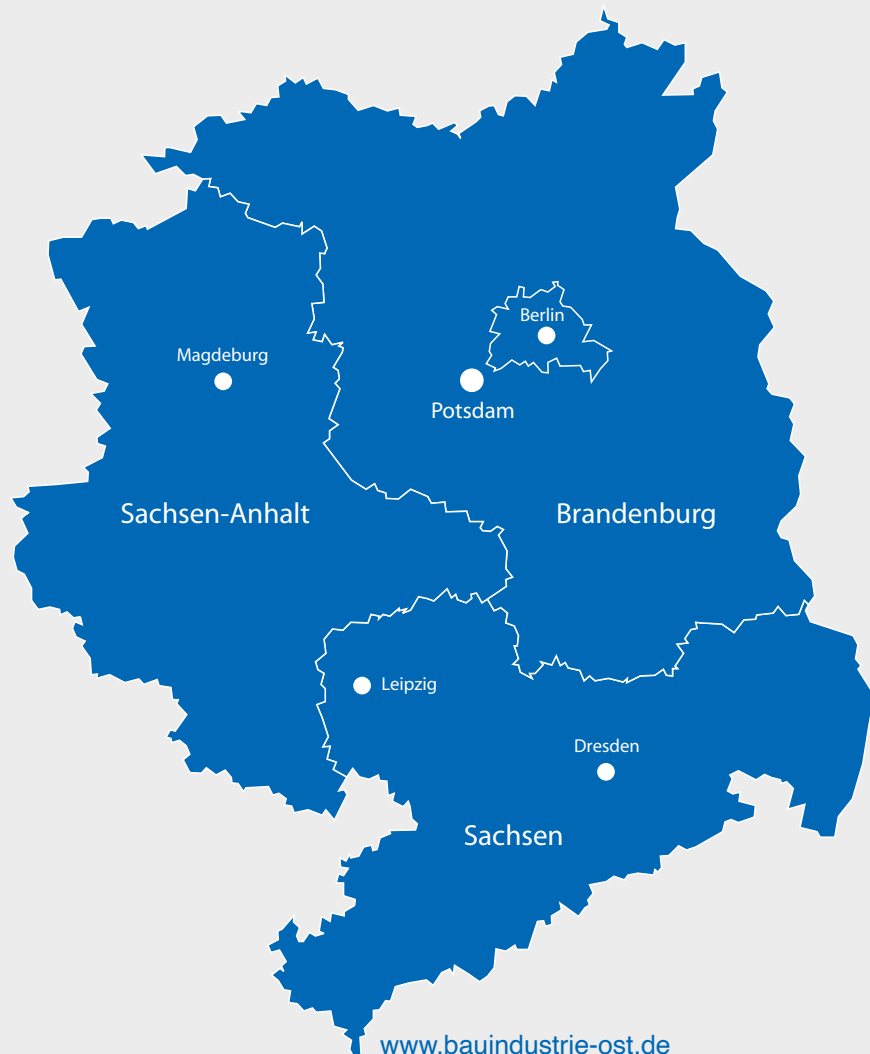 Berlin
Magdeburg
Potsdam
Sachsen-Anhalt
Brandenburg
Leipzig
Dresden
Sachsen
www.bauindustrie-ost.de